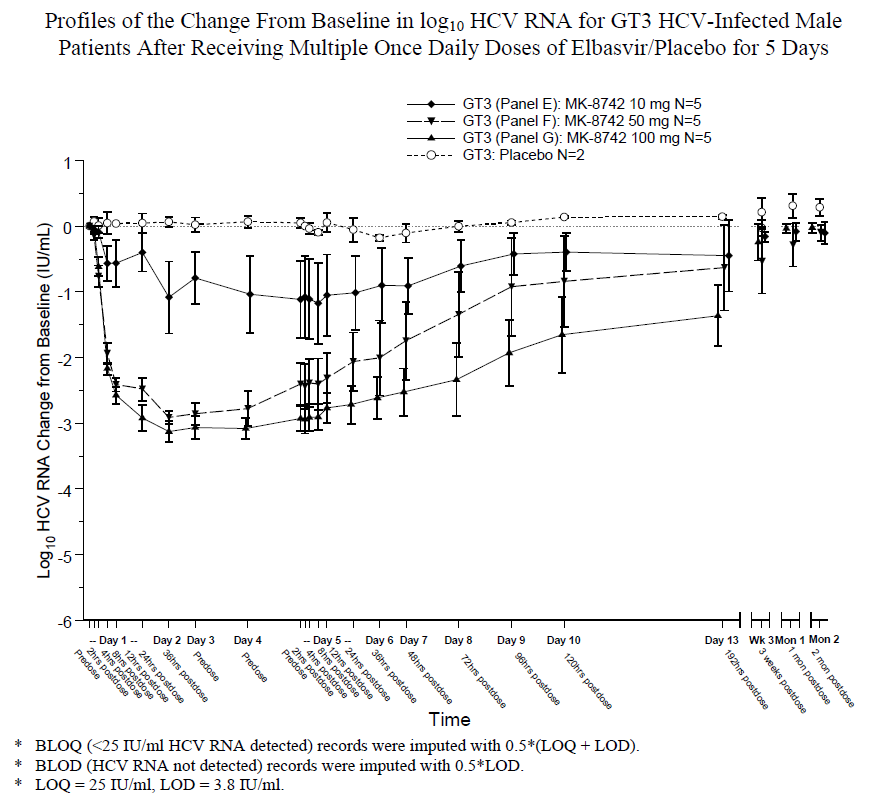 Profiles of the Change From Baseline in log10 HCV RNA for GT3 HCV-Infected Male
Patients After Receiving Multiple Once Daily Doses of Elbasvir/Placebo for 5 Days
GT3 (Panel E): MK-8742 10 mg N=5
GT3 (Panel F): MK-8742 50 mg N=5
GT3 (Panel G): MK-8742 100 mg N=5
GT3: Placebo N=2
Log10 HCV RNA Change from Baseline (IU/mL)
1
0
-1
-2
-3
-4
-5
-6
-- Day 1 --
Day 2
Day 3
Day 4
-- Day 5 --
Day 6
Day 7
Day 8
Day 9
Day 10
Day 13
Wk 3
Mon 1
Mon 2
Predose
2hrs postdose
4hrs postdose
8hrs postdose
12hrs postdose
24hrs postdose
36hrs postdose
Predose
Predose
Predose
2hrs postdose
4hrs postdose
8hrs postdose
12hrs postdose
24hrs postdose
36hrs postdose
48hrs postdose
72hrs postdose
96hrs postdose
120hrs postdose
192hrs postdose
3 weeks postdose
1 mon postdose
2 mon postdose
Time
* BLOQ (<25 IU/ml HCV RNA detected) records were imputed with 0.5*(LOQ + LOD).
* BLOD (HCV RNA not detected) records were imputed with 0.5*LOD.
* LOQ = 25 IU/ml, LOD = 3.8 IU/ml.